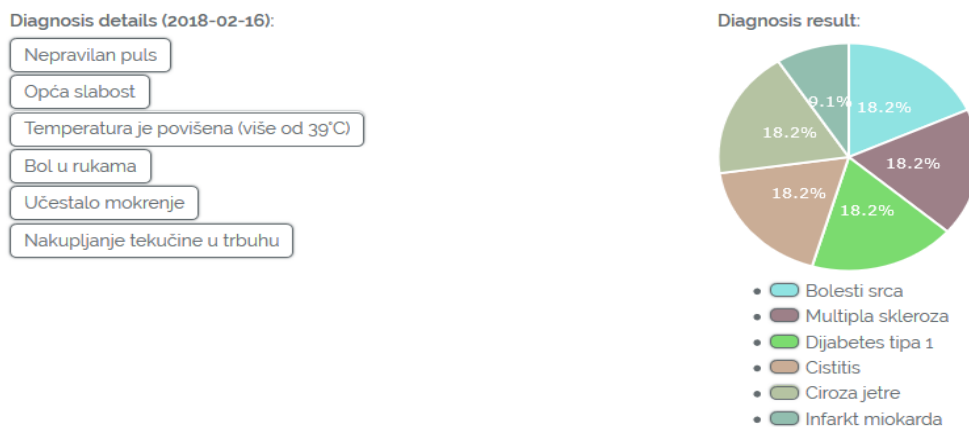 Diagnosis details (2018-02-16):
Nepravilan puls
Opća slabost
Temperatura je povišena (više od 39°C)
Bol u rukama
Učestalo mokrenje
Nakupljanje tekučine u trbuhu
Diagnosis result:
9.1%
18.2%
18.2%
18.2%
18.2%
18.2%
Bolesti srca
Multipla skleroza
Dijabetes tipa 1
Cistitis
Ciroza jetre
Infarkt miokarda